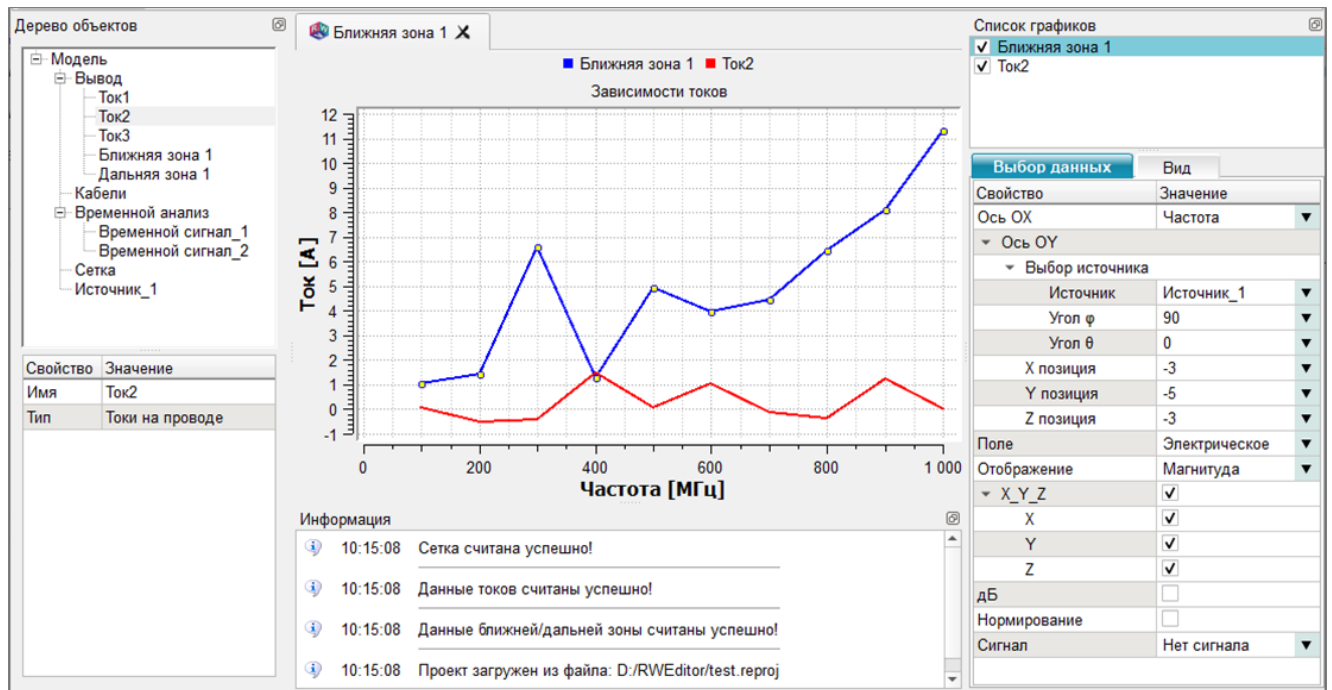 Дерево объектов
Модель
Вывод
Ток1
Ток2
Ток3
Ближняя зона 1
Дальняя зона 1
Кабели
Временной анализ
Временной сигнал_1
Временной сигнал_2
Сетка
Источник_1
Свойство Значение
Имя Ток2
Тип Токи на проводе
Ближняя зона 1
Ближняя зона 1 Ток2
Зависимости токов
Ток [А]
12
11
10
9
8
7
6
5
4
3
2
1
0
-1
0 200 400 600 800 1 000
Частота [МГц]
Информация
10:15:08 Сетка считана успешно!
10:15:08 Данные токов считаны успешно!
10:15:08 Данные ближней/дальней зоны считаны успешно!
10:15:08 Проект загружен из файла: D:/RWEditor/test.reproj
Список графиков
Ближняя зона 1
Ток2
Выбор данных Вид
Свойство Значение
Ось OX Частота
Ось OY
Выбор источника
Источник Источник_1
Угол φ 90
Угол θ 0
X позиция -3
Y позиция -5
Z позиция -3
Поле Электрическое
Отображение Магнитуда
X_Y_Z
X
Y
Z
дБ
Нормирование
Сигнал Нет сигнала